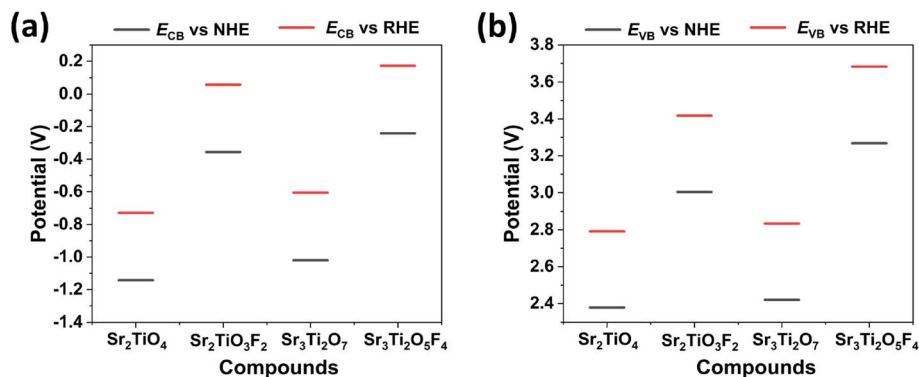 (a)
E_CB vs NHE E_CB vs RHE
Potential (V)
0.2
0.0
-0.2
-0.4
-0.6
-0.8
-1.0
-1.2
-1.4
Sr₂TiO₄ Sr₂TiO₃F₂ Sr₃Ti₂O₇ Sr₃Ti₂O₅F₄
Compounds
(b)
E_VB vs NHE E_VB vs RHE
Potential (V)
3.8
3.6
3.4
3.2
3.0
2.8
2.6
2.4
Sr₂TiO₄ Sr₂TiO₃F₂ Sr₃Ti₂O₇ Sr₃Ti₂O₅F₄
Compounds